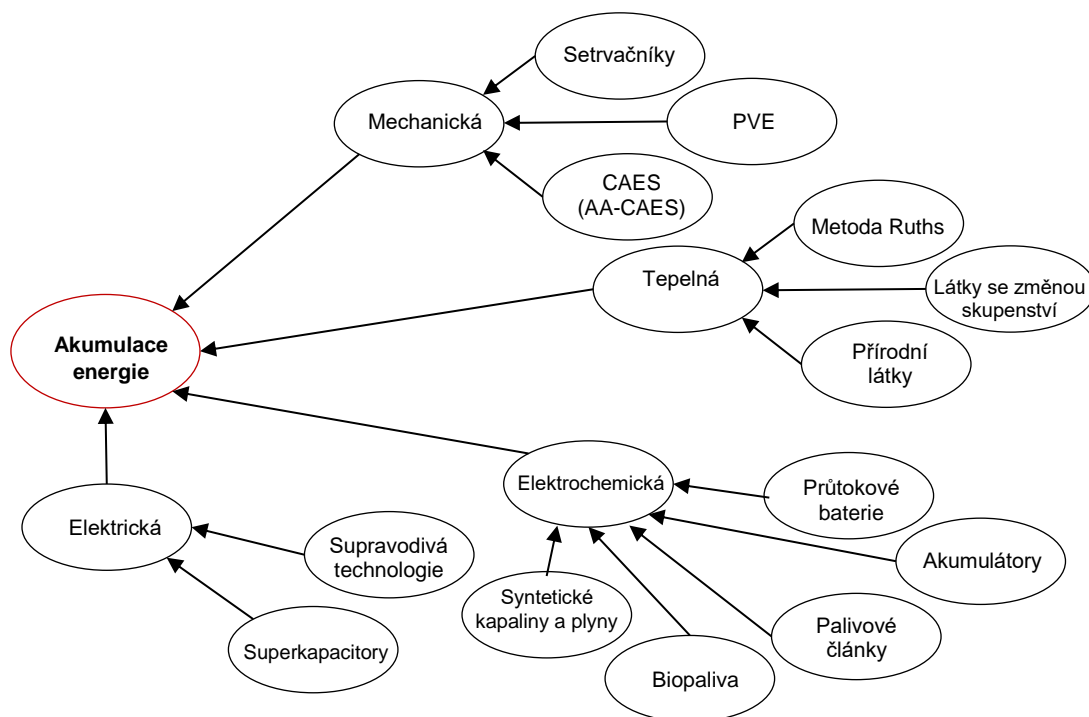 Setrvačníky
Mechanická
PVE
CAES
(AA-CAES)
Metoda Ruths
Tepelná
Látky se změnou
skupenství
Přírodní
látky
Akumulace
energie
Elektrochemická
Průtokové
baterie
Elektrická
Supravodivá
technologie
Akumulátory
Syntetické
kapaliny a plyny
Palivové
články
Superkapacitory
Biopaliva